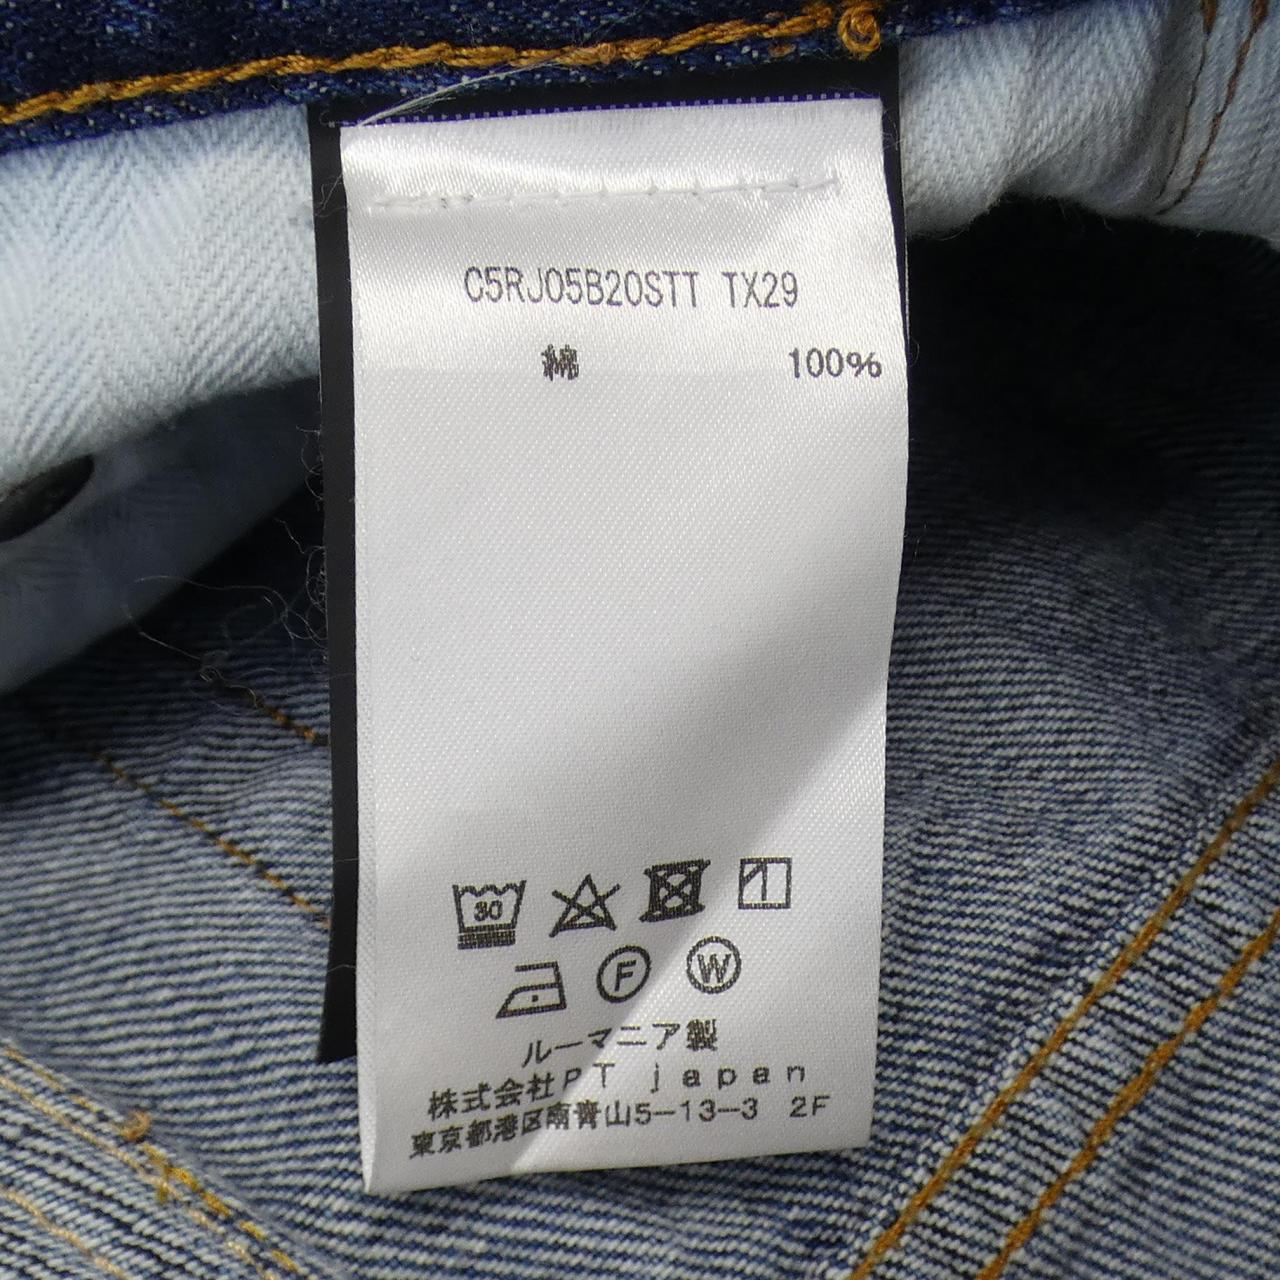 C5RJ05B20STT TX29
綿 100%
30
F W
ルーマニア製
株式会社PT japan
東京都港区南青山5-13-3 2F